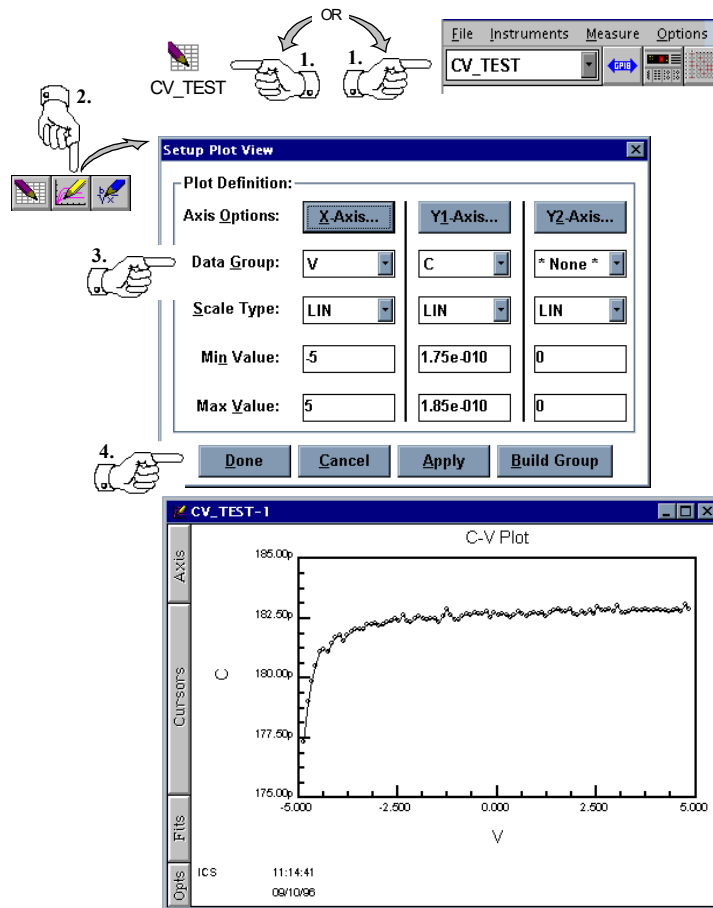 OR
File Instruments Measure Options
1. 1.
CV_TEST
CV_TEST
GPIB
2.
Setup Plot View
Plot Definition:
Axis Options: X-Axis... Y1-Axis... Y2-Axis...
3.
Data Group: V C * None *
Scale Type: LIN LIN LIN
Min Value: -5 1.75e-010 0
Max Value: 5 1.85e-010 0
4.
Done Cancel Apply Build Group
CV_TEST-1
C-V Plot
Axis
Cursors
Fits
Opts
185.00p
182.50p
180.00p
177.50p
175.00p
C
-5.000 -2.500 0.000 2.500 5.000
V
ICS 11:14:41
09/10/96